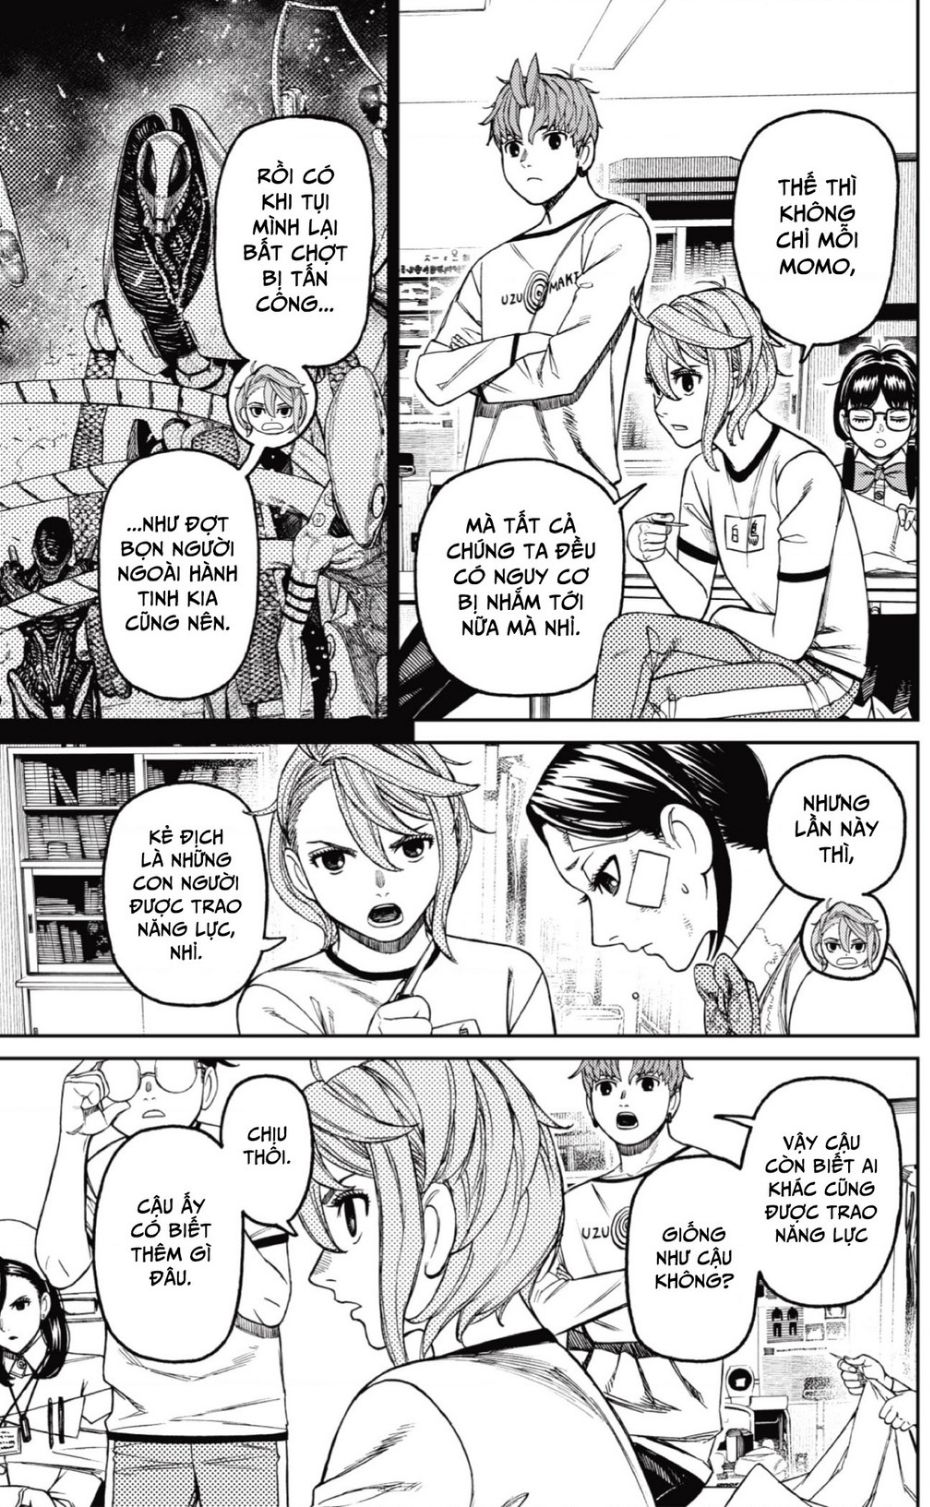 THẾ THÌ
KHÔNG
CHỈ MỖI
MOMO,
UZU MAKI
MÀ TẤT CẢ
CHÚNG TA ĐỀU
CÓ NGUY CƠ
BỊ NHẮM TỚI
NỮA MÀ NHỈ.
RỒI CÓ
KHI TỤI
MÌNH LẠI
BẤT CHỢT
BỊ TẤN
CÔNG...
...NHƯ ĐỢT
BỌN NGƯỜI
NGOÀI HÀNH
TINH KIA
CŨNG NÊN.
NHƯNG
LẦN NÀY
THÌ,
KẺ ĐỊCH
LÀ NHỮNG
CON NGƯỜI
ĐƯỢC TRAO
NĂNG LỰC,
NHỈ.
VẬY CẬU
CÒN BIẾT AI
KHÁC CŨNG
ĐƯỢC TRAO
NĂNG LỰC
GIỐNG
NHƯ CẬU
KHÔNG?
UZU
CHỊU
THÔI.
CẬU ẤY
CÓ BIẾT
THÊM GÌ
ĐÂU.